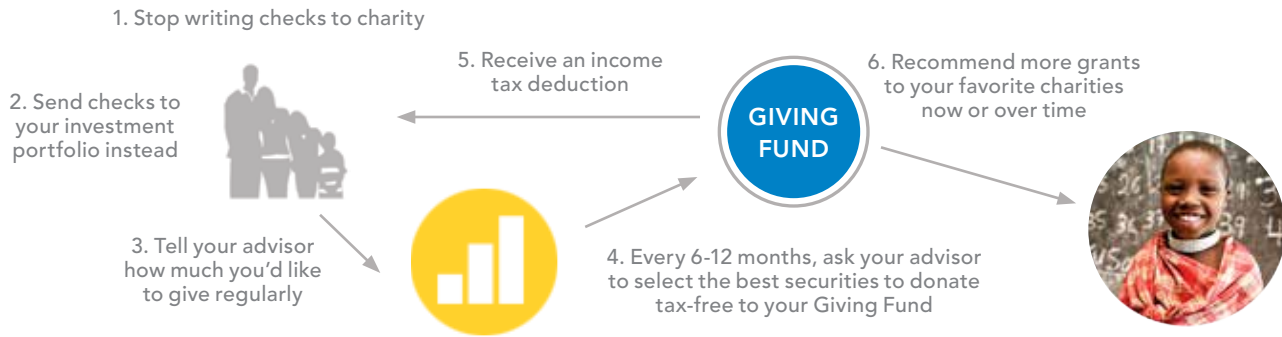 1. Stop writing checks to charity
2. Send checks to
your investment
portfolio instead
3. Tell your advisor
how much you’d like
to give regularly
4. Every 6-12 months, ask your advisor
to select the best securities to donate
tax-free to your Giving Fund
5. Receive an income
tax deduction
GIVING
FUND
6. Recommend more grants
to your favorite charities
now or over time